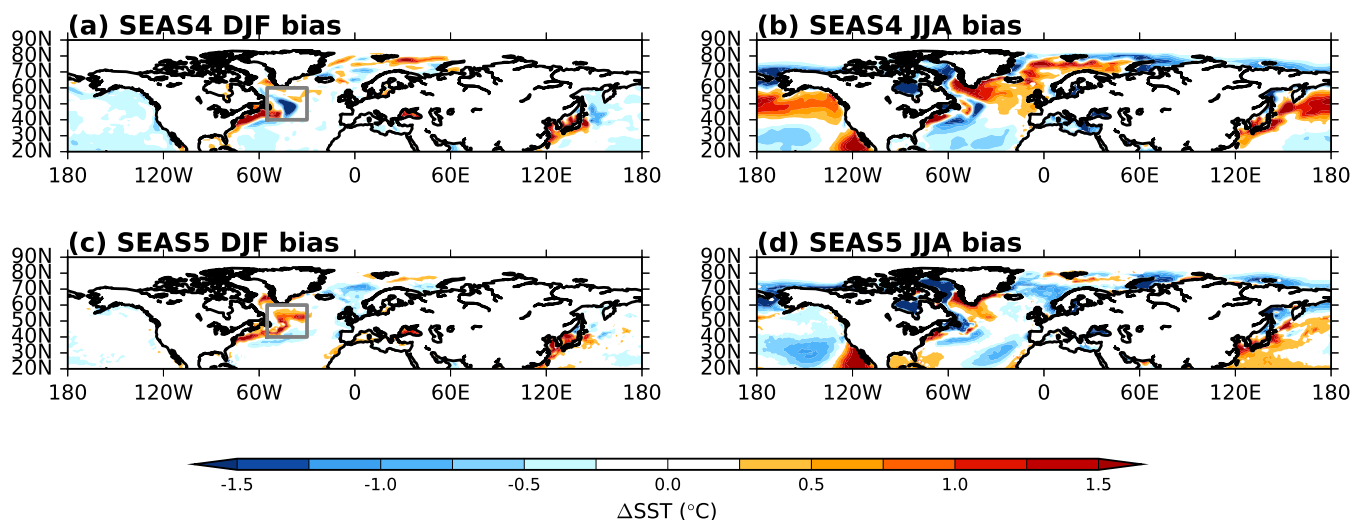 (a) SEAS4 DJF bias
90N
80N
70N
60N
50N
40N
30N
20N
180 120W 60W 0 60E 120E 180
(b) SEAS4 JJA bias
90N
80N
70N
60N
50N
40N
30N
20N
180 120W 60W 0 60E 120E 180
(c) SEAS5 DJF bias
90N
80N
70N
60N
50N
40N
30N
20N
180 120W 60W 0 60E 120E 180
(d) SEAS5 JJA bias
90N
80N
70N
60N
50N
40N
30N
20N
180 120W 60W 0 60E 120E 180
-1.5 -1.0 -0.5 0.0 0.5 1.0 1.5
ΔSST (°C)